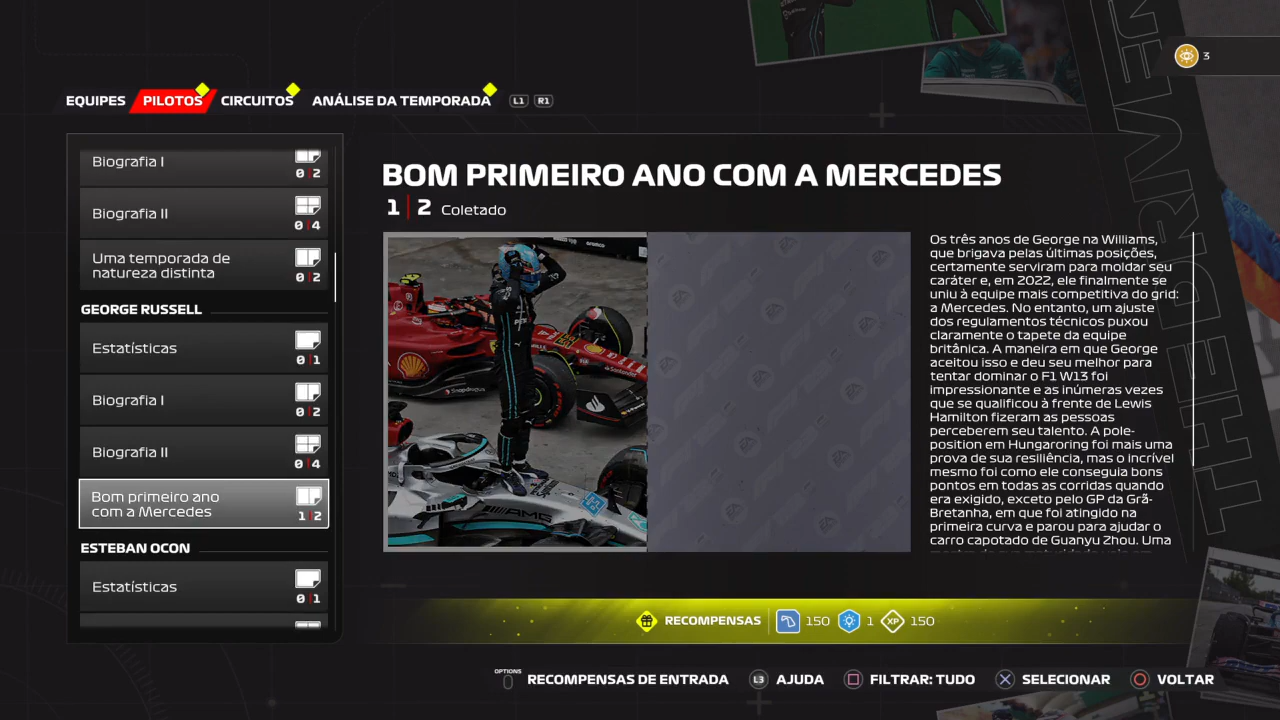 3
EQUIPES
PILOTOS
CIRCUITOS
ANÁLISE DA TEMPORADA
L1
R1
Biografia I
0|2
Biografia II
0|4
Uma temporada de
natureza distinta
0|2
GEORGE RUSSELL
Estatísticas
0|1
Biografia I
0|2
Biografia II
0|4
Bom primeiro ano
com a Mercedes
1|2
ESTEBAN OCON
Estatísticas
0|1
BOM PRIMEIRO ANO COM A MERCEDES
1|2 Coletado
Os três anos de George na Williams,
que brigava pelas últimas posições,
certamente serviram para moldar seu
caráter e, em 2022, ele finalmente se
uniu à equipe mais competitiva do grid:
a Mercedes. No entanto, um ajuste
dos regulamentos técnicos puxou
claramente o tapete da equipe
britânica. A maneira em que George
aceitou isso e deu seu melhor para
tentar dominar o F1 W13 foi
impressionante e as inúmeras vezes
que se qualificou à frente de Lewis
Hamilton fizeram as pessoas
perceberem seu talento. A pole-
position em Hungaroring foi mais uma
prova de sua resiliência, mas o incrível
mesmo foi como ele conseguia bons
pontos em todas as corridas quando
era exigido, exceto pelo GP da Grã-
Bretanha, em que foi atingido na
primeira curva e parou para ajudar o
carro capotado de Guanyu Zhou. Uma
RECOMPENSAS
150
1
XP
150
OPTIONS
RECOMPENSAS DE ENTRADA
L3
AJUDA
FILTRAR: TUDO
SELECIONAR
VOLTAR
AMG
63
Santander
snapdragon
aramco